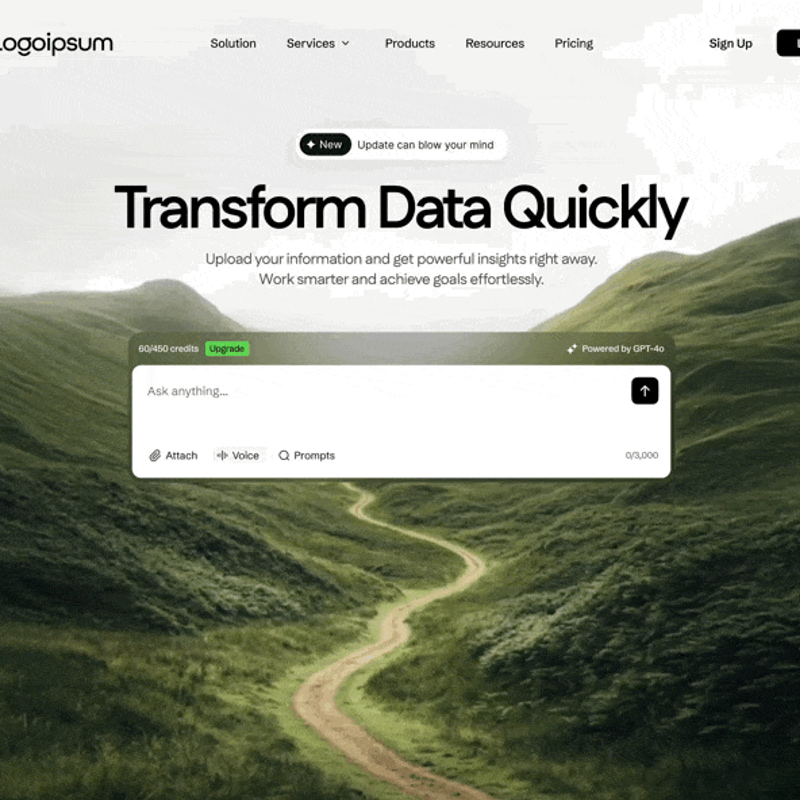 Logoipsum
Solution
Services
Products
Resources
Pricing
Sign Up
New
Update can blow your mind
Transform Data Quickly
Upload your information and get powerful insights right away.
Work smarter and achieve goals effortlessly.
60/450 credits
Upgrade
Powered by GPT-4o
Ask anything...
Attach
Voice
Prompts
0/3,000